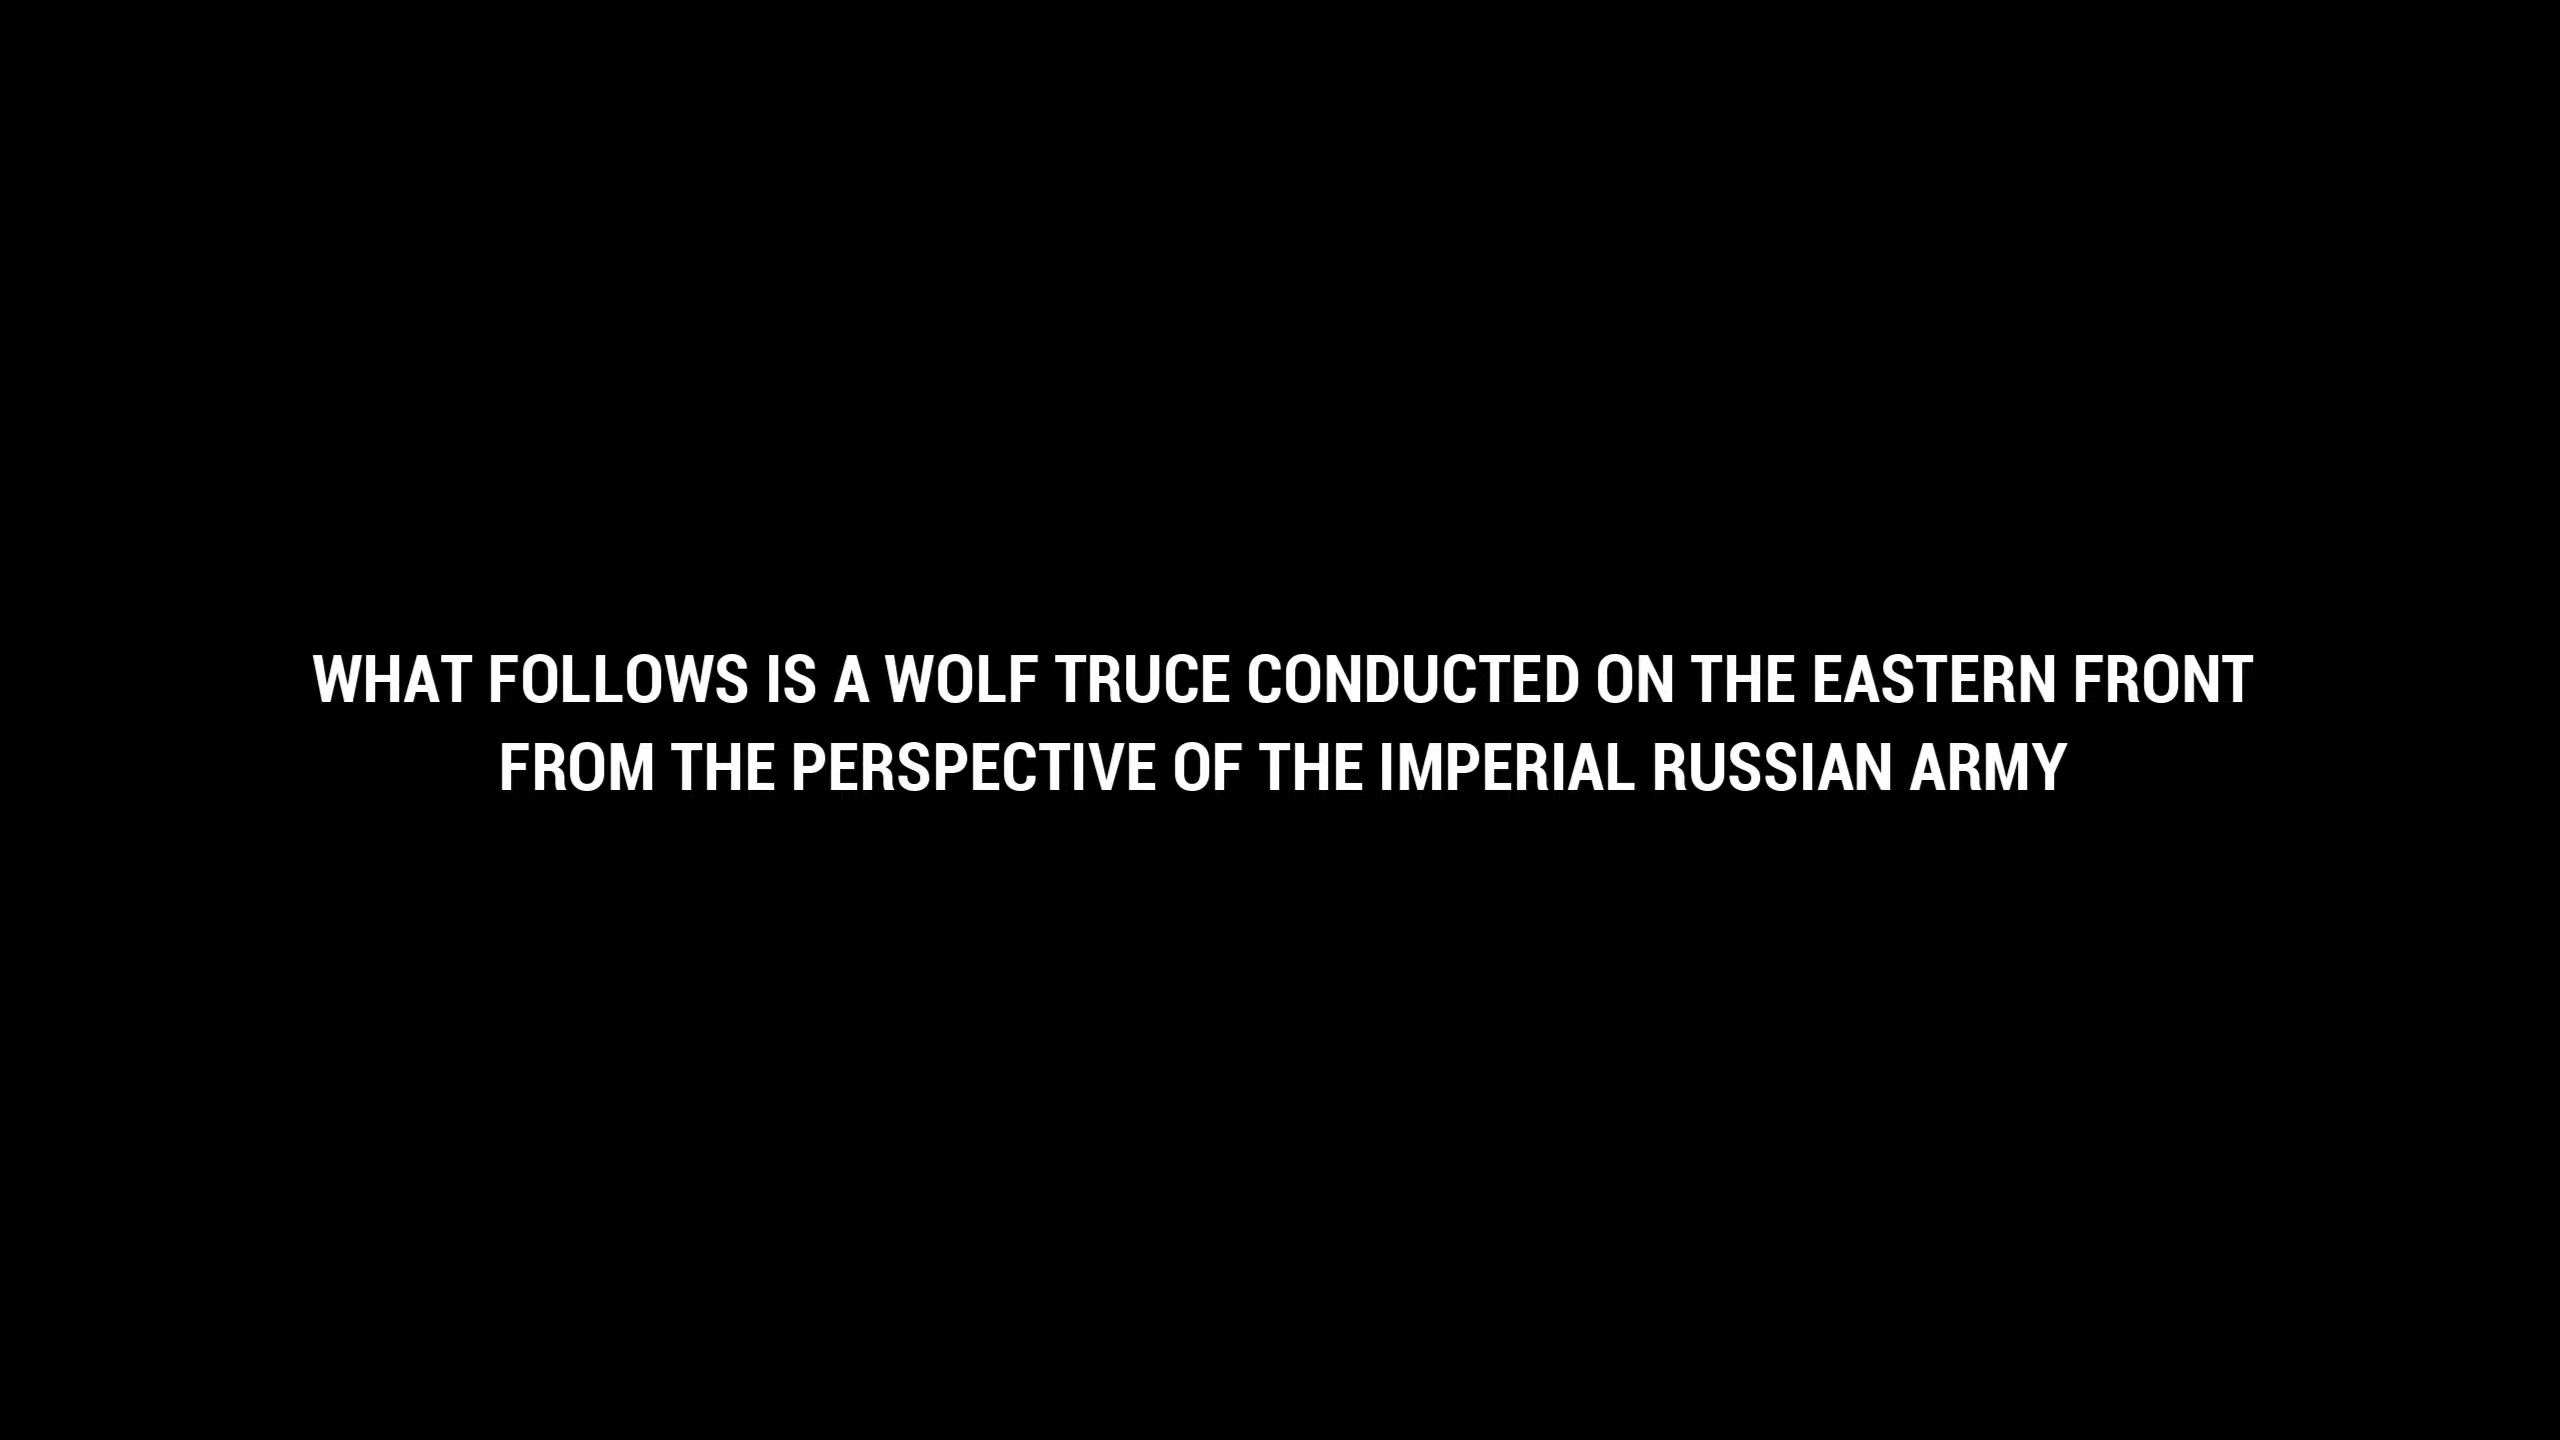 WHAT FOLLOWS IS A WOLF TRUCE CONDUCTED ON THE EASTERN FRONT
FROM THE PERSPECTIVE OF THE IMPERIAL RUSSIAN ARMY